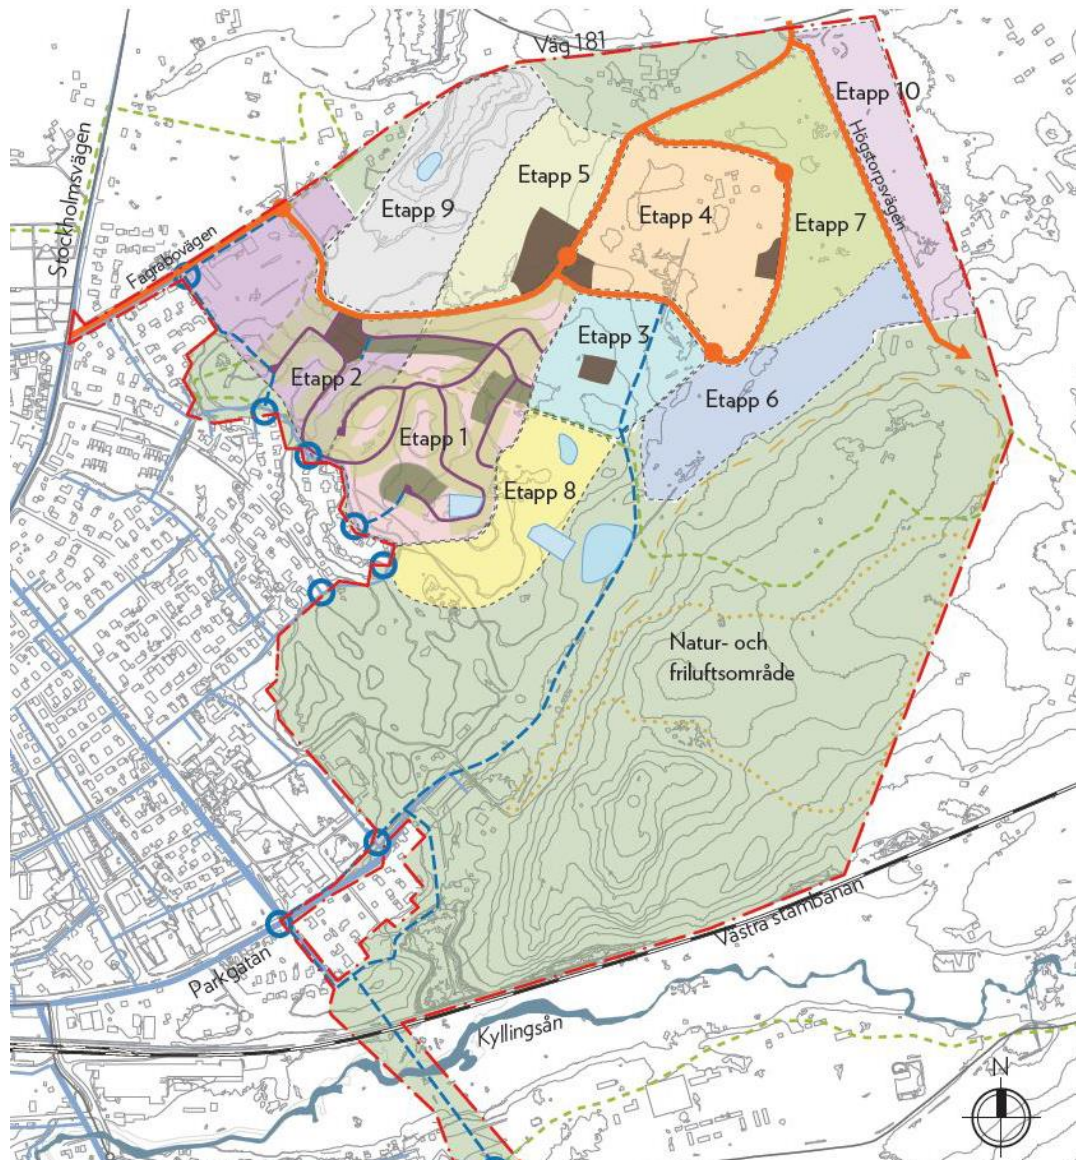 Väg 181
Etapp 10
Högstorpsvägen
Stockholmsvägen
Etapp 5
Etapp 9
Etapp 4
Etapp 7
Fagrabovägen
Etapp 3
Etapp 2
Etapp 6
Etapp 1
Etapp 8
Natur- och
friluftsområde
Västra stambanan
Parkgatan
Kyllingsån
N